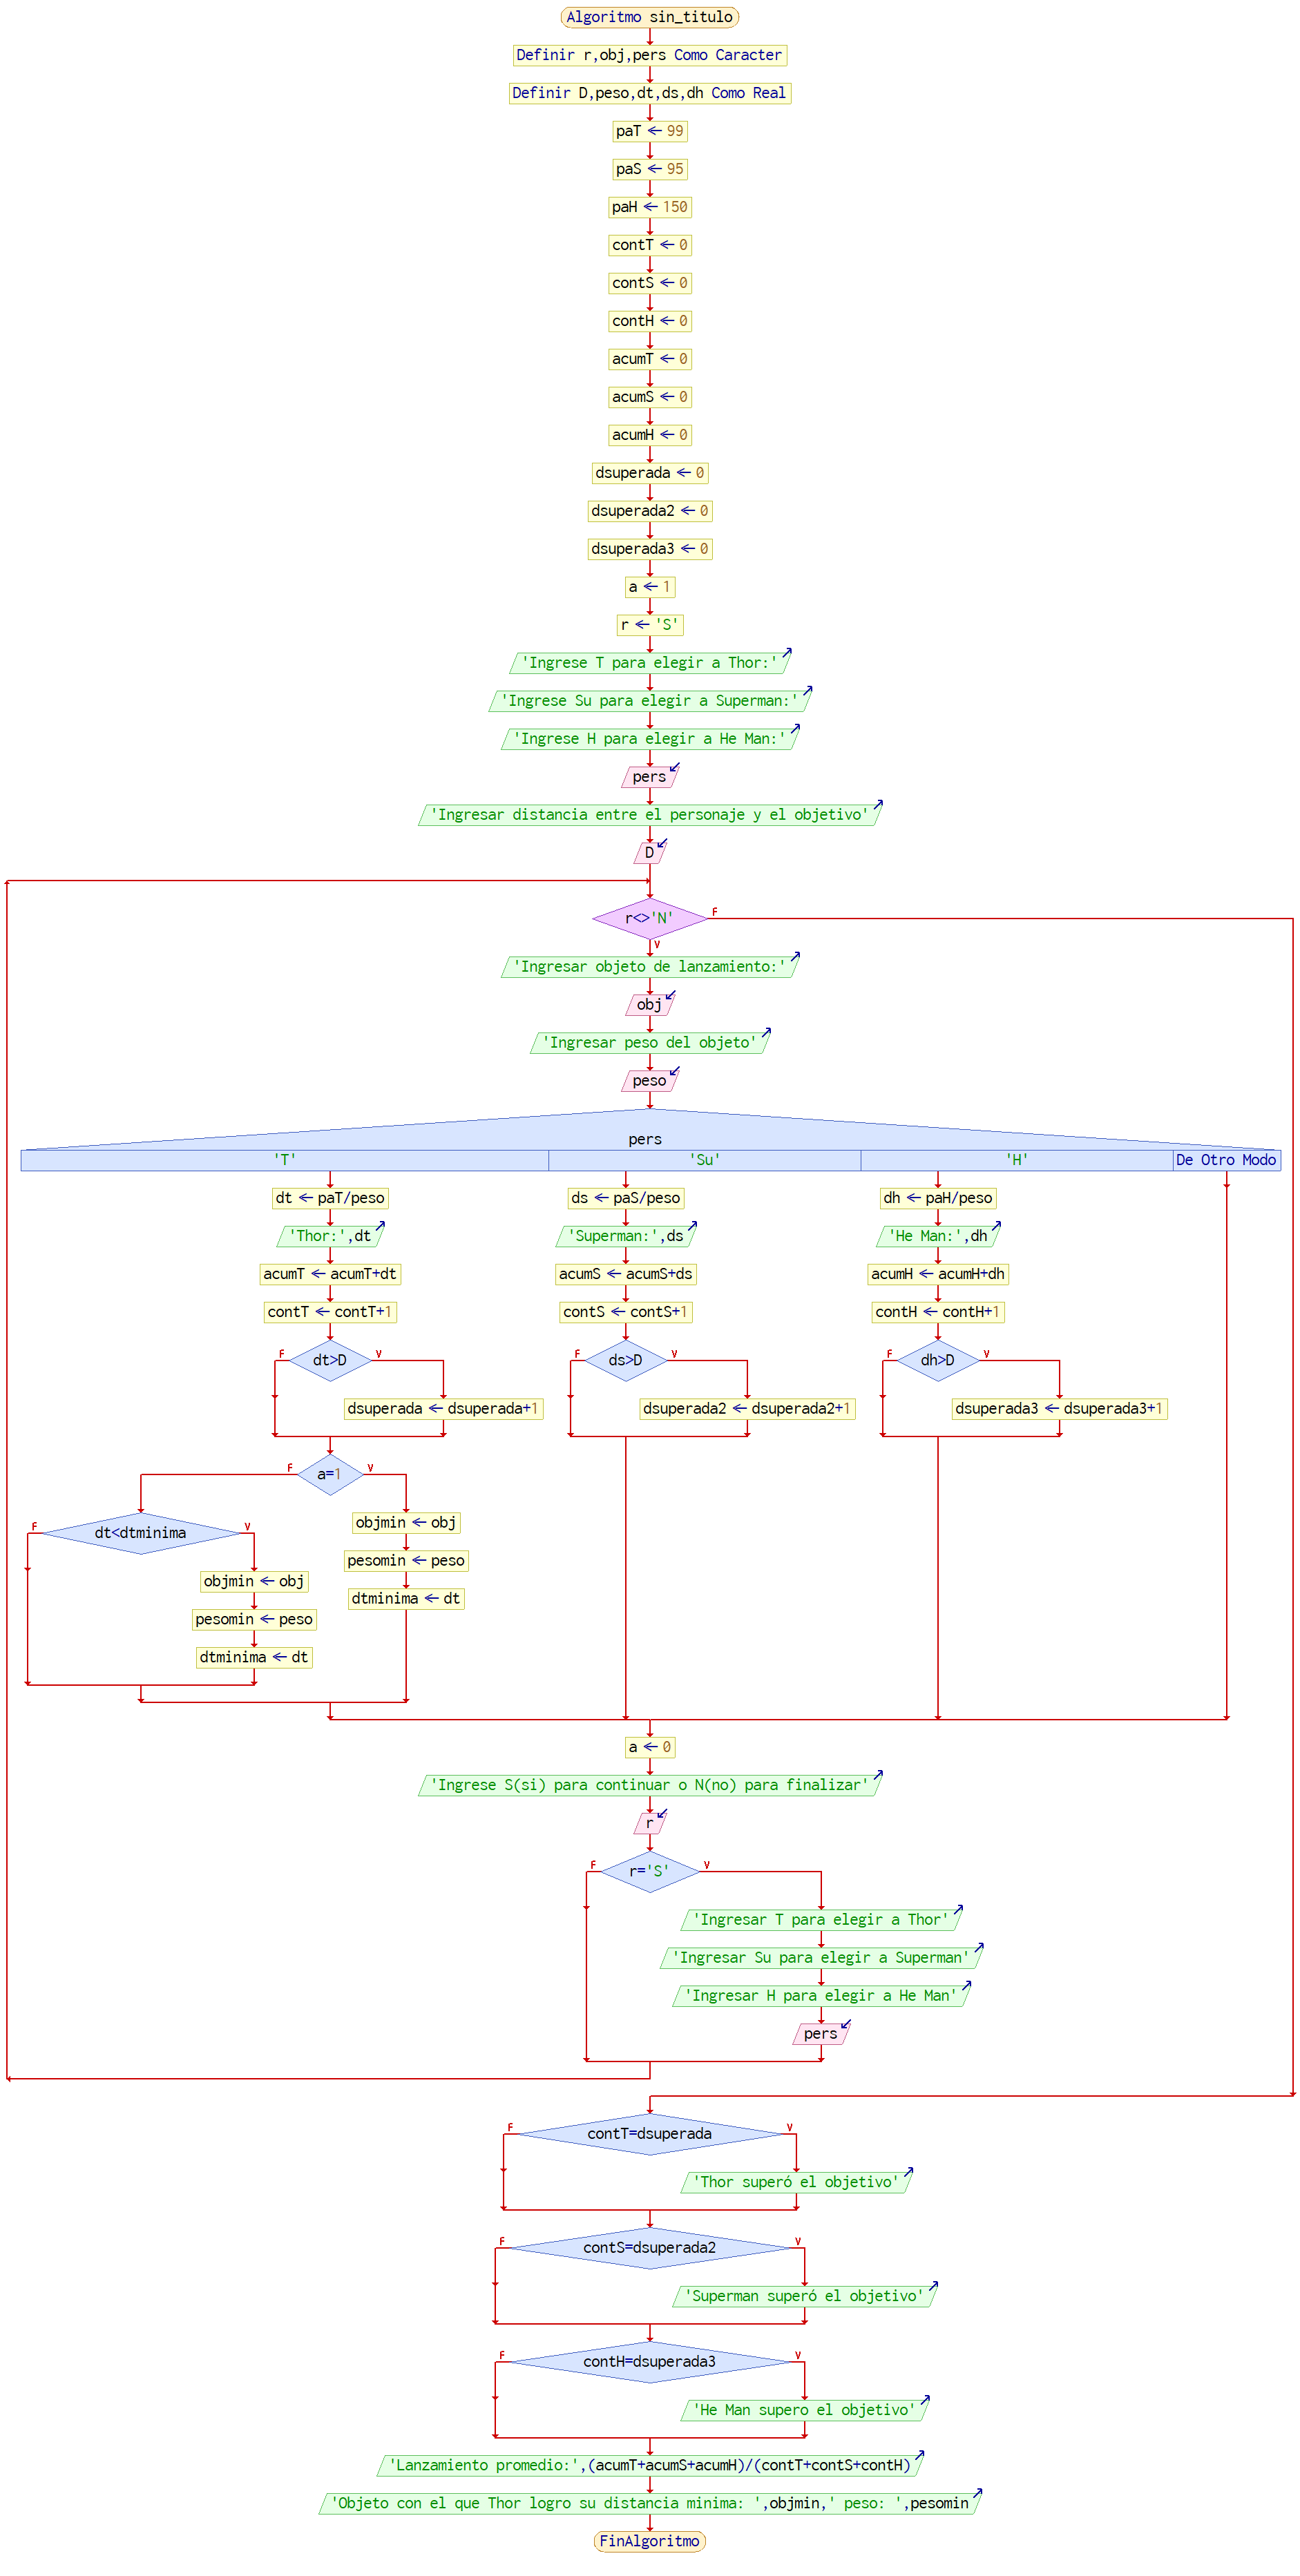 Algoritmo sin_titulo
Definir r,obj,pers Como Caracter
Definir D,peso,dt,ds,dh Como Real
paT ← 99
paS ← 95
paH ← 150
contT ← 0
contS ← 0
contH ← 0
acumT ← 0
acumS ← 0
acumH ← 0
dsuperada ← 0
dsuperada2 ← 0
dsuperada3 ← 0
a ← 1
r ← 'S'
'Ingrese T para elegir a Thor:'
'Ingrese Su para elegir a Superman:'
'Ingrese H para elegir a He Man:'
pers
'Ingresar distancia entre el personaje y el objetivo'
D
r<>'N'
F
V
'Ingresar objeto de lanzamiento:'
obj
'Ingresar peso del objeto'
peso
pers
'T' 'Su' 'H' De Otro Modo
dt ← paT/peso
'Thor:',dt
acumT ← acumT+dt
contT ← contT+1
F dt>D V
dsuperada ← dsuperada+1
F a=1 V
F dt<dtminima V
objmin ← obj
pesomin ← peso
dtminima ← dt
objmin ← obj
pesomin ← peso
dtminima ← dt
ds ← paS/peso
'Superman:',ds
acumS ← acumS+ds
contS ← contS+1
F ds>D V
dsuperada2 ← dsuperada2+1
dh ← paH/peso
'He Man:',dh
acumH ← acumH+dh
contH ← contH+1
F dh>D V
dsuperada3 ← dsuperada3+1
a ← 0
'Ingrese S(si) para continuar o N(no) para finalizar'
r
F r='S' V
'Ingresar T para elegir a Thor'
'Ingresar Su para elegir a Superman'
'Ingresar H para elegir a He Man'
pers
F contT=dsuperada V
'Thor superó el objetivo'
F contS=dsuperada2 V
'Superman superó el objetivo'
F contH=dsuperada3 V
'He Man supero el objetivo'
'Lanzamiento promedio:',(acumT+acumS+acumH)/(contT+contS+contH)
'Objeto con el que Thor logro su distancia minima: ',objmin,' peso: ',pesomin
FinAlgoritmo